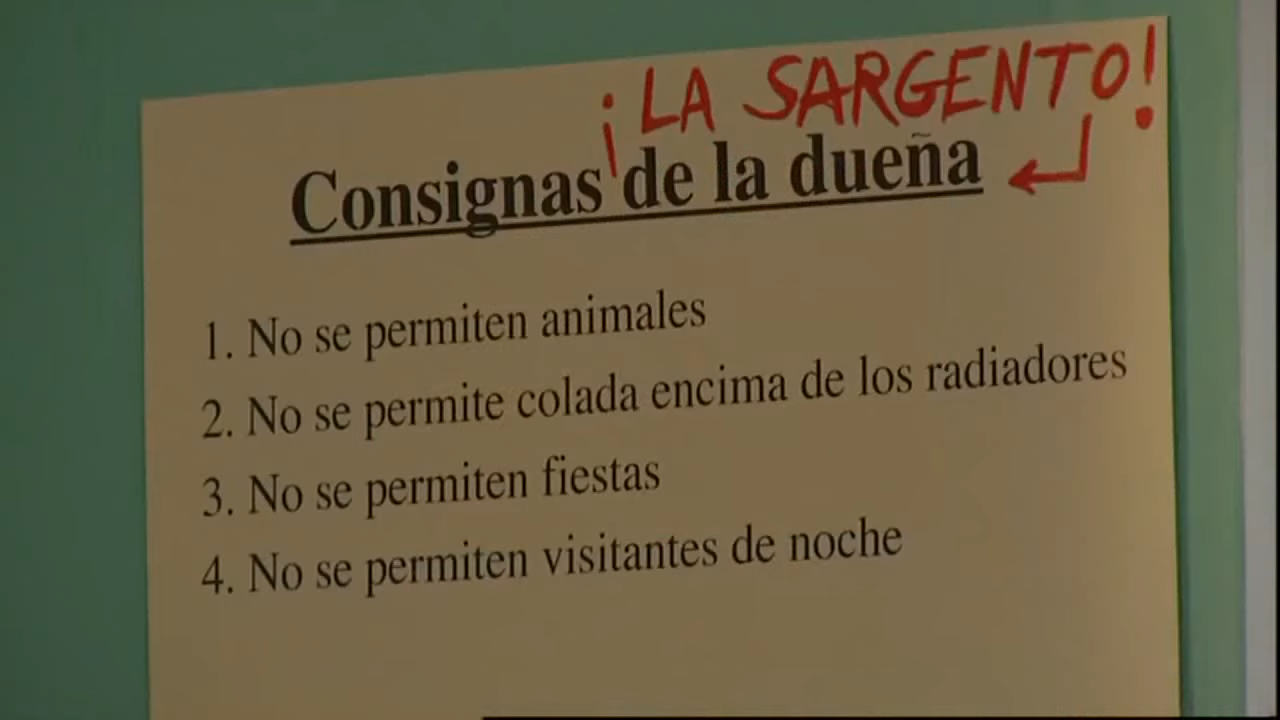 ¡LA SARGENTO!
Consignas de la dueña
1. No se permiten animales
2. No se permite colada encima de los radiadores
3. No se permiten fiestas
4. No se permiten visitantes de noche